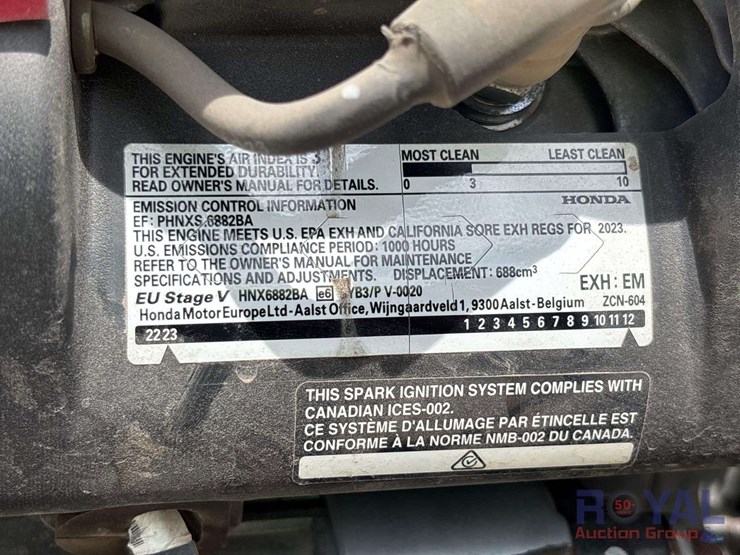 THIS ENGINE'S AIR INDEX IS 3
FOR EXTENDED DURABILITY.
READ OWNER'S MANUAL FOR DETAILS.
MOST CLEAN LEAST CLEAN
0 3 10
EMISSION CONTROL INFORMATION
HONDA
EF: PHNXS.6882BA
THIS ENGINE MEETS U.S. EPA EXH AND CALIFORNIA SORE EXH REGS FOR 2023.
U.S. EMISSIONS COMPLIANCE PERIOD: 1000 HOURS
REFER TO THE OWNER'S MANUAL FOR MAINTENANCE
SPECIFICATIONS AND ADJUSTMENTS. DISPLACEMENT: 688cm³
EXH: EM
EU Stage V HNX6882BA e6 YB3/P V-0020
ZCN-604
Honda Motor Europe Ltd - Aalst Office, Wijngaardveld 1, 9300 Aalst - Belgium
22 23 1 2 3 4 5 6 7 8 9 10 11 12
THIS SPARK IGNITION SYSTEM COMPLIES WITH
CANADIAN ICES-002.
CE SYSTÈME D'ALLUMAGE PAR ÉTINCELLE EST
CONFORME À LA NORME NMB-002 DU CANADA.
50
ROYAL
Auction Group